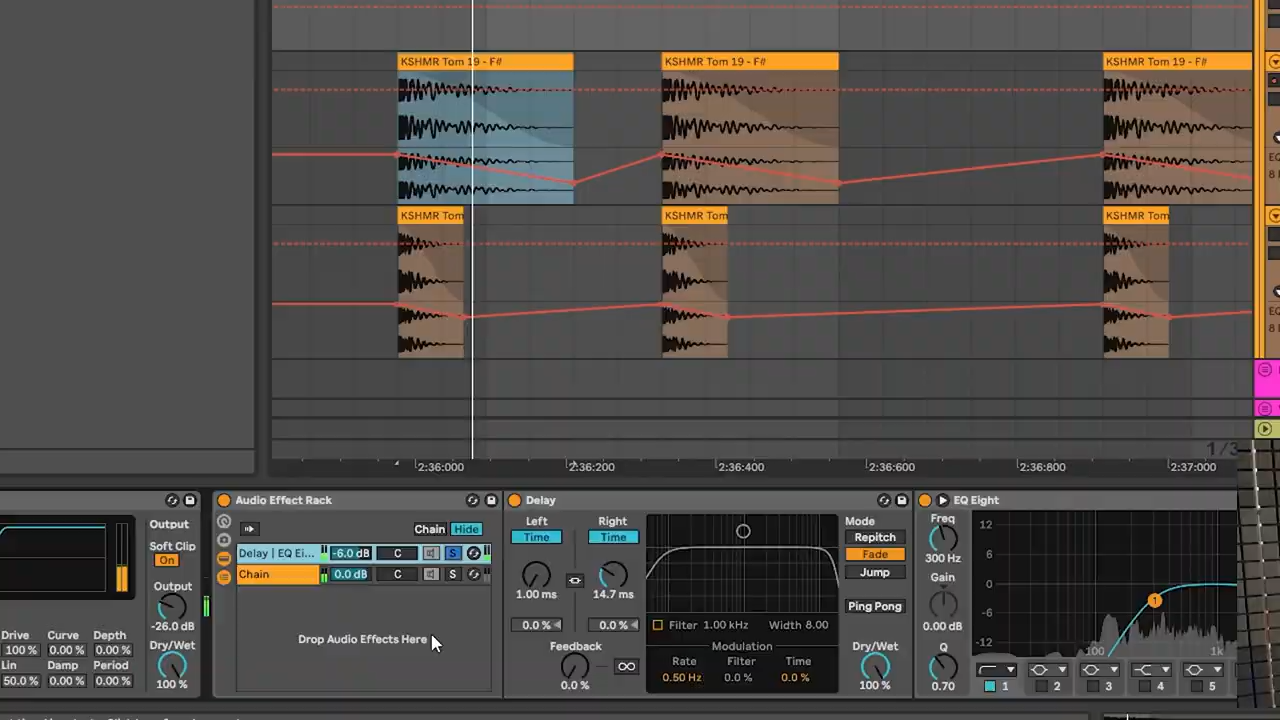 KSHMR Tom 19 - F#
KSHMR Tom 19 - F#
KSHMR Tom 19 - F#
KSHMR Tom
KSHMR Tom
KSHMR Tom
1/3
2:36:000
2:36:200
2:36:400
2:36:600
2:36:800
2:37:000
Output
Soft Clip
On
Output
-26.0 dB
Dry/Wet
100 %
Drive
Curve
Depth
100 %
0.00 %
0.00 %
Lin
Damp
Period
50.0 %
0.00 %
0.00 %
Audio Effect Rack
Chain
Hide
Delay | EQ Ei...
-6.0 dB
C
S
Chain
0.0 dB
C
S
Drop Audio Effects Here
Delay
Left
Right
Time
Time
1.00 ms
14.7 ms
0.0 %
0.0 %
Feedback
0.0 %
Filter
1.00 kHz
Width 8.00
Modulation
Rate
Filter
Time
0.50 Hz
0.0 %
0.0 %
Mode
Repitch
Fade
Jump
Ping Pong
Dry/Wet
100 %
EQ Eight
Freq
300 Hz
Gain
0.00 dB
Q
0.70
12
6
0
-6
-12
100
1k
1
1
2
3
4
5